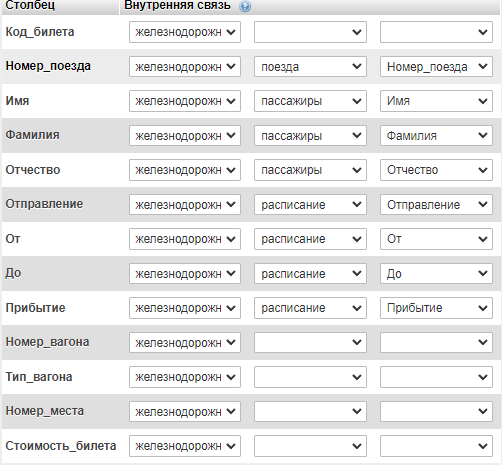 Столбец Внутренняя связь
Код_билета железнодорожн
Номер_поезда железнодорожн поезда Номер_поезда
Имя железнодорожн пассажиры Имя
Фамилия железнодорожн пассажиры Фамилия
Отчество железнодорожн пассажиры Отчество
Отправление железнодорожн расписание Отправление
От железнодорожн расписание От
До железнодорожн расписание До
Прибытие железнодорожн расписание Прибытие
Номер_вагона железнодорожн
Тип_вагона железнодорожн
Номер_места железнодорожн
Стоимость_билета железнодорожн